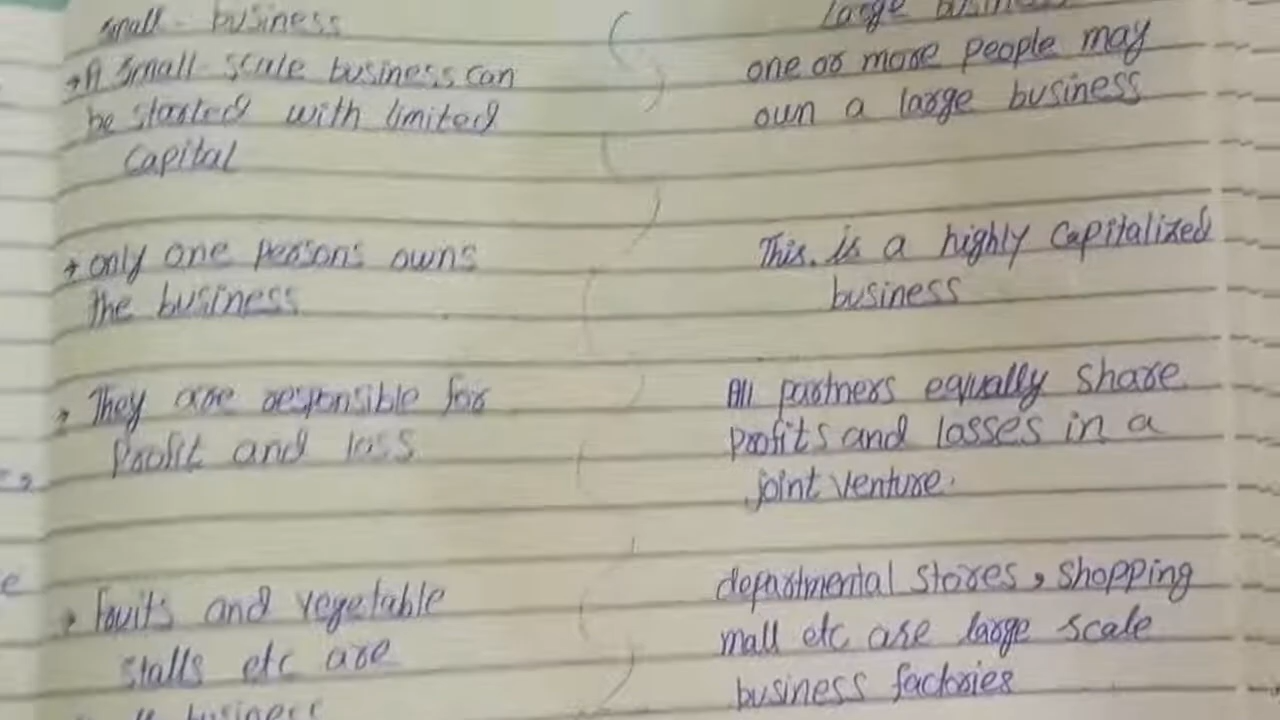 small business
→ A small scale business can
be started with limited
capital
→ only one persons owns
the business
→ They are responsible for
Profit and loss
→ fruits and vegetable
stalls etc are
business
large business
one or more people may
own a large business
This. is a highly capitalized
business
All partners equally share
profits and losses in a
joint venture.
departmental stores, shopping
mall etc are large scale
business factories